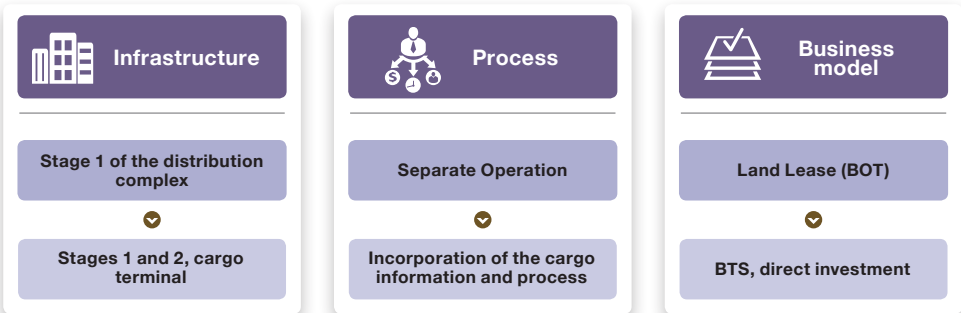 Infrastructure
Stage 1 of the distribution
complex
Stages 1 and 2, cargo
terminal
Process
$
Separate Operation
Incorporation of the cargo
information and process
Business
model
Land Lease (BOT)
BTS, direct investment